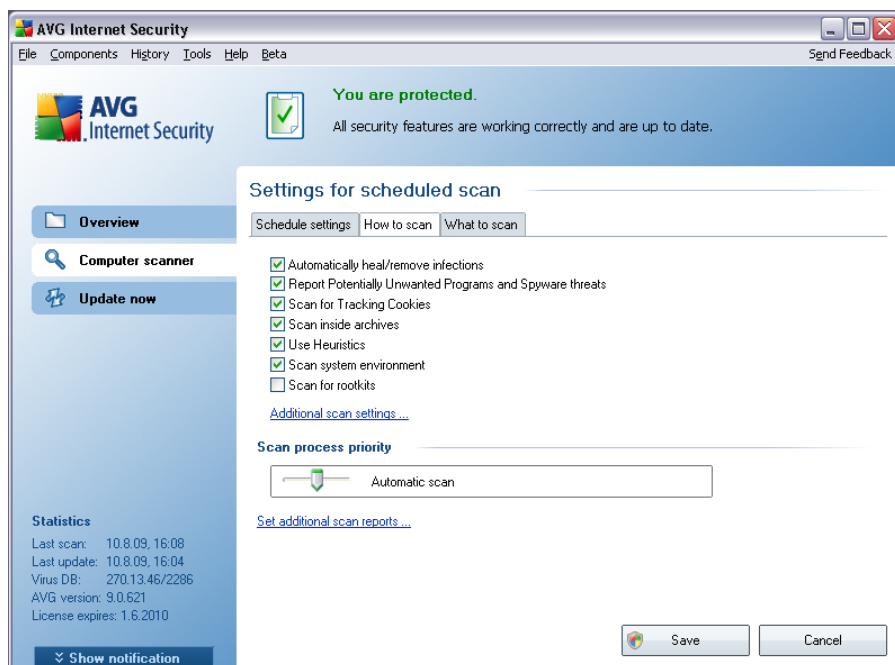 AVG Internet Security
File Components History Tools Help Beta Send Feedback
AVG
Internet Security
You are protected.
All security features are working correctly and are up to date.
Overview
Computer scanner
Update now
Settings for scheduled scan
Schedule settings How to scan What to scan
Automatically heal/remove infections
Report Potentially Unwanted Programs and Spyware threats
Scan for Tracking Cookies
Scan inside archives
Use Heuristics
Scan system environment
Scan for rootkits
Additional scan settings ...
Scan process priority
Automatic scan
Set additional scan reports ...
Statistics
Last scan: 10.8.09, 16:08
Last update: 10.8.09, 16:04
Virus DB: 270.13.46/2286
AVG version: 9.0.621
License expires: 1.6.2010
Show notification
Save Cancel